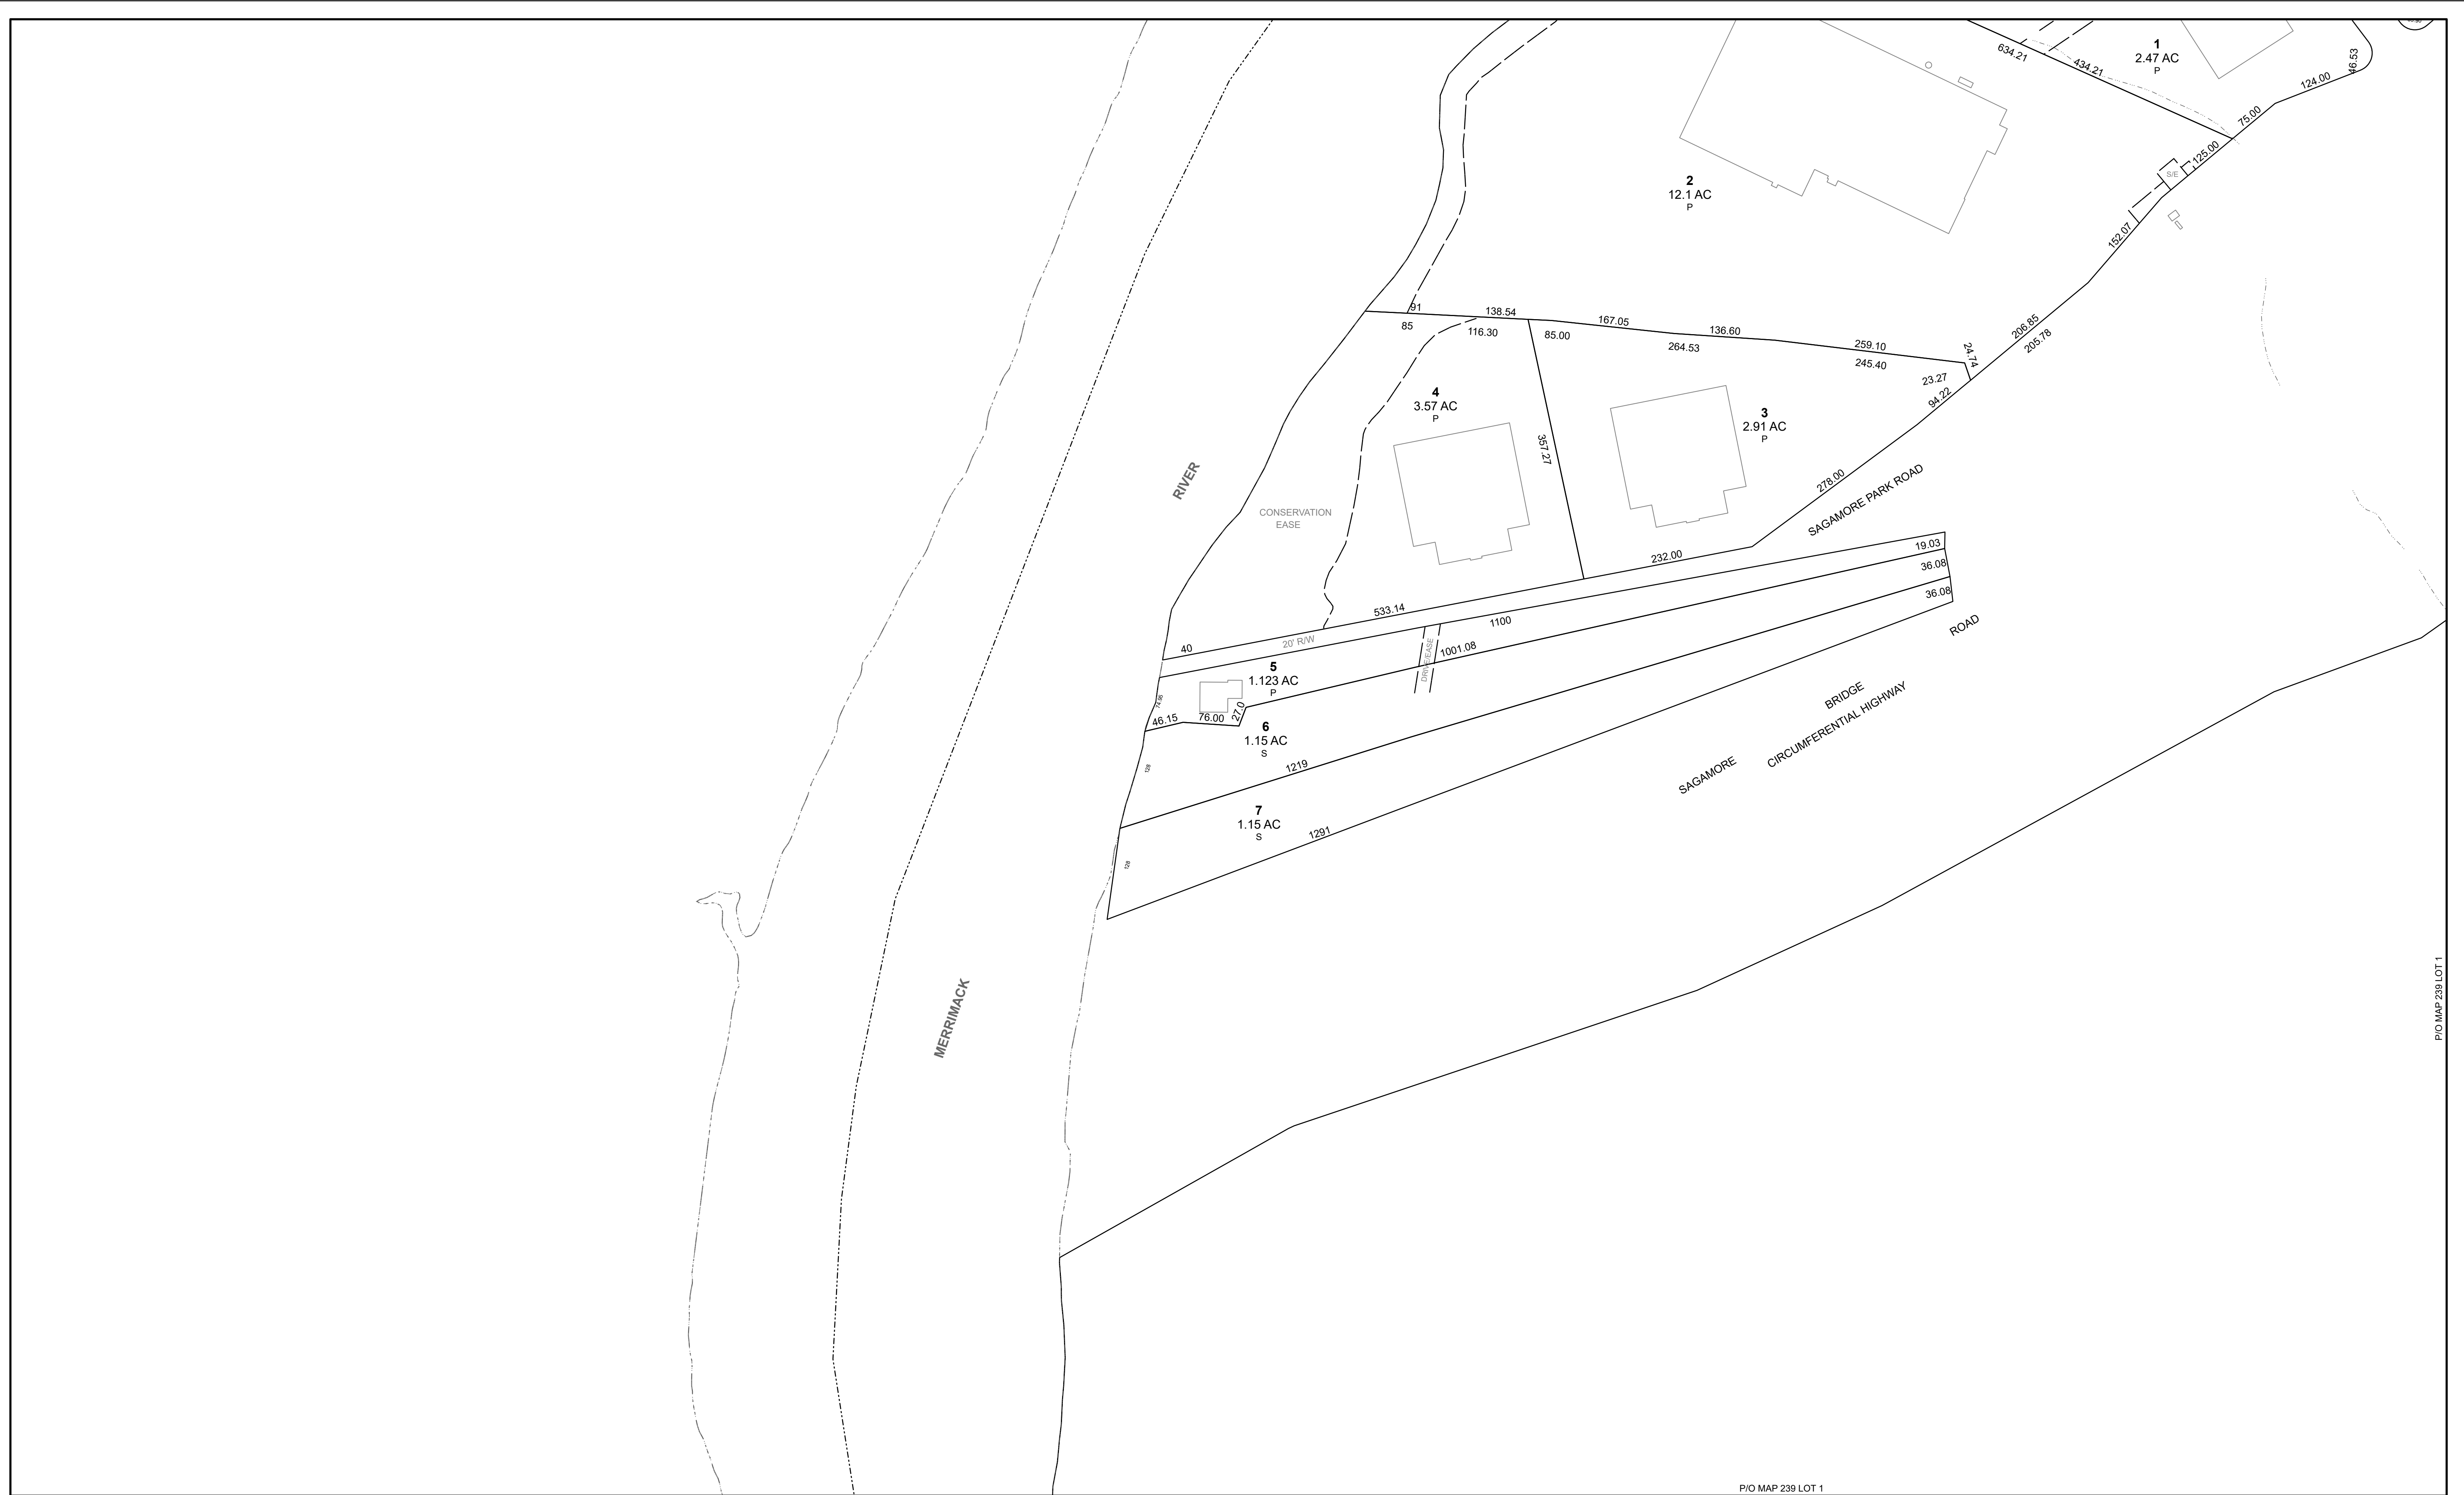 1
2.47 AC
P
46.53
634.21
434.21
124.00
75.00
125.00
S/E
2
12.1 AC
P
152.07
91
138.54
167.05
136.60
259.10
24.74
206.85
205.78
85
116.30
85.00
264.53
245.40
23.27
94.22
4
3.57 AC
P
3
2.91 AC
P
357.27
RIVER
CONSERVATION
EASE
278.00
SAGAMORE PARK ROAD
232.00
19.03
36.08
36.08
533.14
1100
20' R/W
40
DRIVE/EASE
1001.08
ROAD
5
1.123 AC
P
74.95
46.15
76.00
27.0
6
1.15 AC
S
BRIDGE
CIRCUMFERENTIAL HIGHWAY
SAGAMORE
128
1219
7
1.15 AC
S
1291
128
MERRIMACK
P/O MAP 239 LOT 1
P/O MAP 239 LOT 1